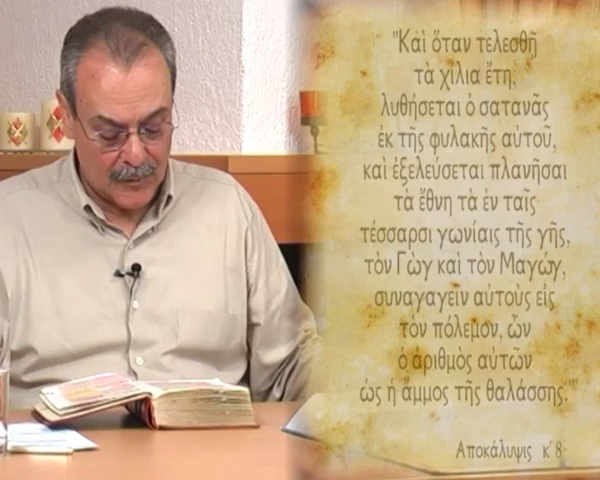 "Καὶ ὅταν τελεσθῇ
τὰ χίλια ἔτη,
λυθήσεται ὁ σατανᾶς
ἐκ τῆς φυλακῆς αὐτοῦ,
καὶ ἐξελεύσεται πλανῆσαι
τὰ ἔθνη τὰ ἐν ταῖς
τέσσαρσι γωνίαις τῆς γῆς,
τὸν Γὼγ καὶ τὸν Μαγώγ,
συναγαγεῖν αὐτοὺς εἰς
τὸν πόλεμον, ὧν
ὁ ἀριθμὸς αὐτῶν
ὡς ἡ ἄμμος τῆς θαλάσσης."
Αποκάλυψις κ' 8